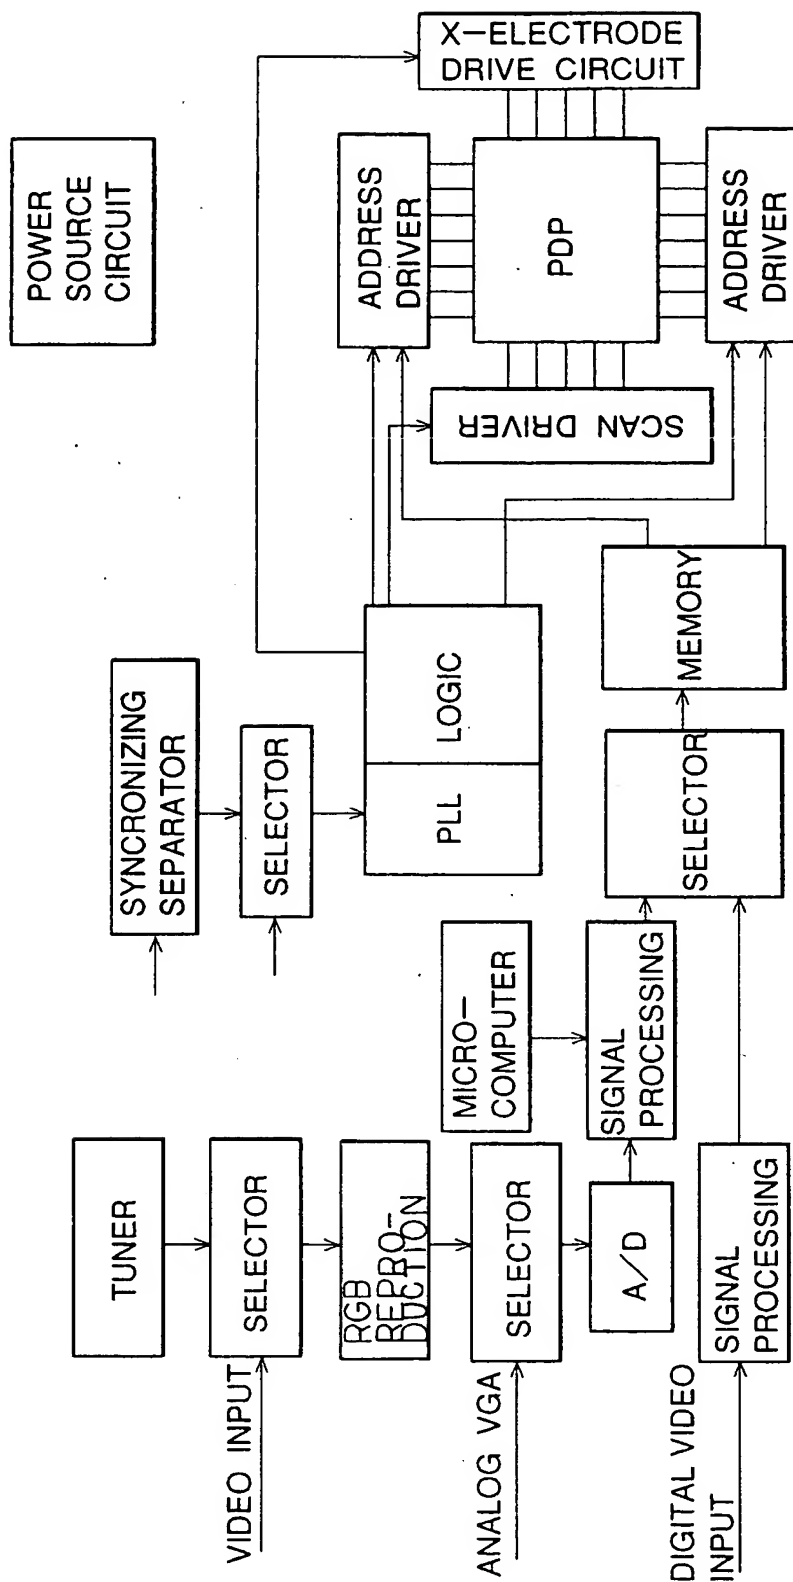 TUNER
VIDEO INPUT
SELECTOR
RGB
REPRO-
DUCTION
ANALOG VGA
SELECTOR
A/D
DIGITAL VIDEO
INPUT
SIGNAL
PROCESSING
MICRO-
COMPUTER
SIGNAL
PROCESSING
SYNCRONIZING
SEPARATOR
SELECTOR
PLL
LOGIC
SELECTOR
MEMORY
POWER
SOURCE
CIRCUIT
ADDRESS
DRIVER
SCAN DRIVER
PDP
X-ELECTRODE
DRIVE CIRCUIT
ADDRESS
DRIVER